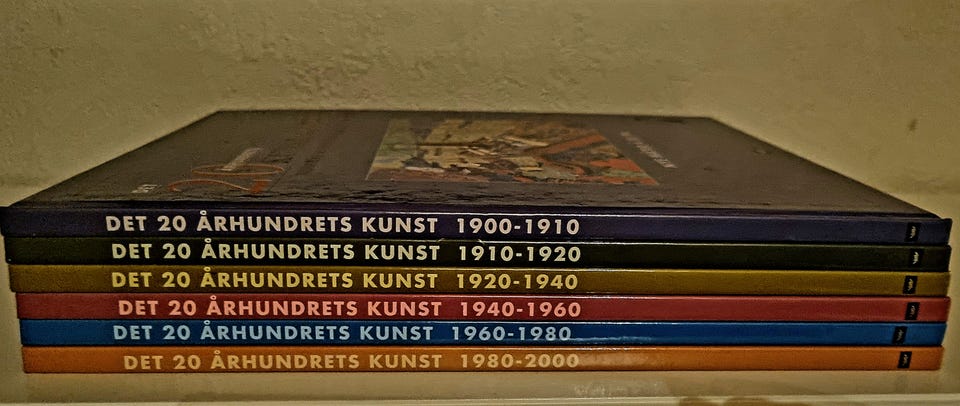 DET 20 ÅRHUNDRETS KUNST 1900-1910
DET 20 ÅRHUNDRETS KUNST 1910-1920
DET 20 ÅRHUNDRETS KUNST 1920-1940
DET 20 ÅRHUNDRETS KUNST 1940-1960
DET 20 ÅRHUNDRETS KUNST 1960-1980
DET 20 ÅRHUNDRETS KUNST 1980-2000